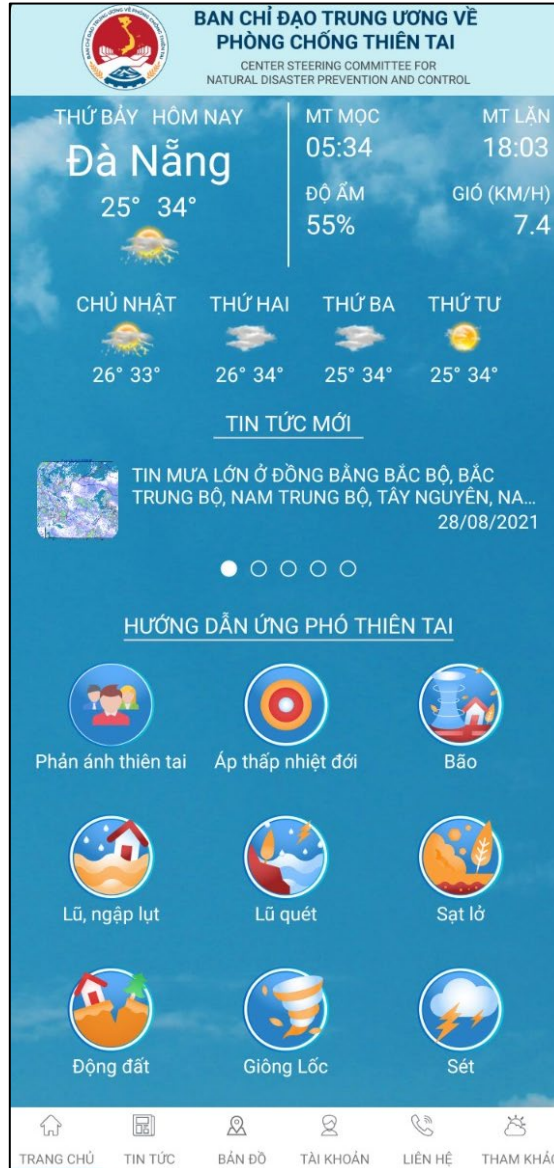 BAN CHỈ ĐẠO TRUNG ƯƠNG VỀ
PHÒNG CHỐNG THIÊN TAI
CENTER STEERING COMMITTEE FOR
NATURAL DISASTER PREVENTION AND CONTROL
THỨ BẢY HÔM NAY
Đà Nẵng
25° 34°
MT MỌC
MT LẶN
05:34
18:03
ĐỘ ẨM
GIÓ (KM/H)
55%
7.4
CHỦ NHẬT
THỨ HAI
THỨ BA
THỨ TƯ
26° 33°
26° 34°
25° 34°
25° 34°
TIN TỨC MỚI
TIN MƯA LỚN Ở ĐỒNG BẰNG BẮC BỘ, BẮC
TRUNG BỘ, NAM TRUNG BỘ, TÂY NGUYÊN, NA...
28/08/2021
HƯỚNG DẪN ỨNG PHÓ THIÊN TAI
Phản ánh thiên tai
Áp thấp nhiệt đới
Bão
Lũ, ngập lụt
Lũ quét
Sạt lở
Động đất
Giông Lốc
Sét
TRANG CHỦ
TIN TỨC
BẢN ĐỒ
TÀI KHOẢN
LIÊN HỆ
THAM KHẢO